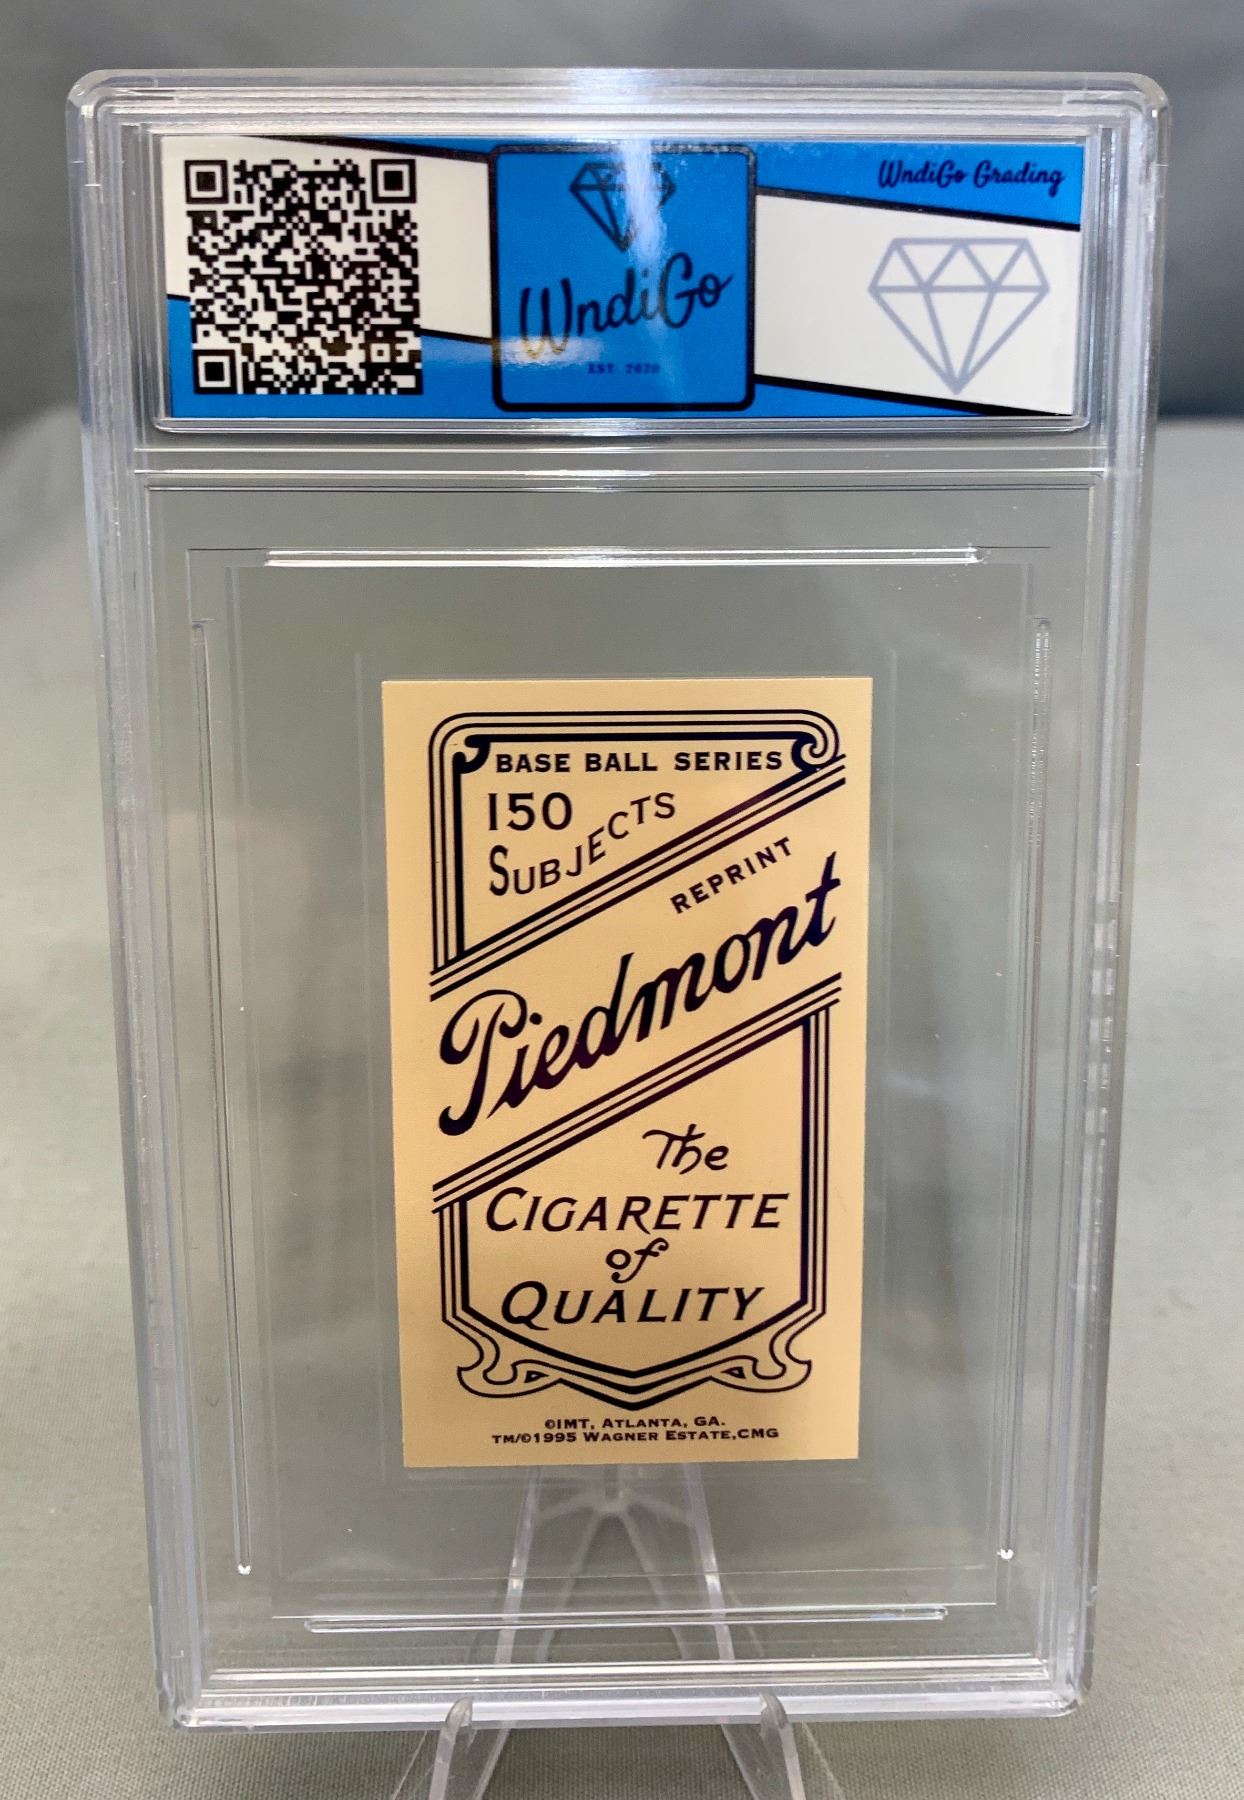 WndiGo Grading
WndiGo
EST. 2020
BASE BALL SERIES
150
SUBJECTS
REPRINT
Piedmont
The
CIGARETTE
of
QUALITY
©IMT, ATLANTA, GA.
TM/©1995 WAGNER ESTATE,CMG